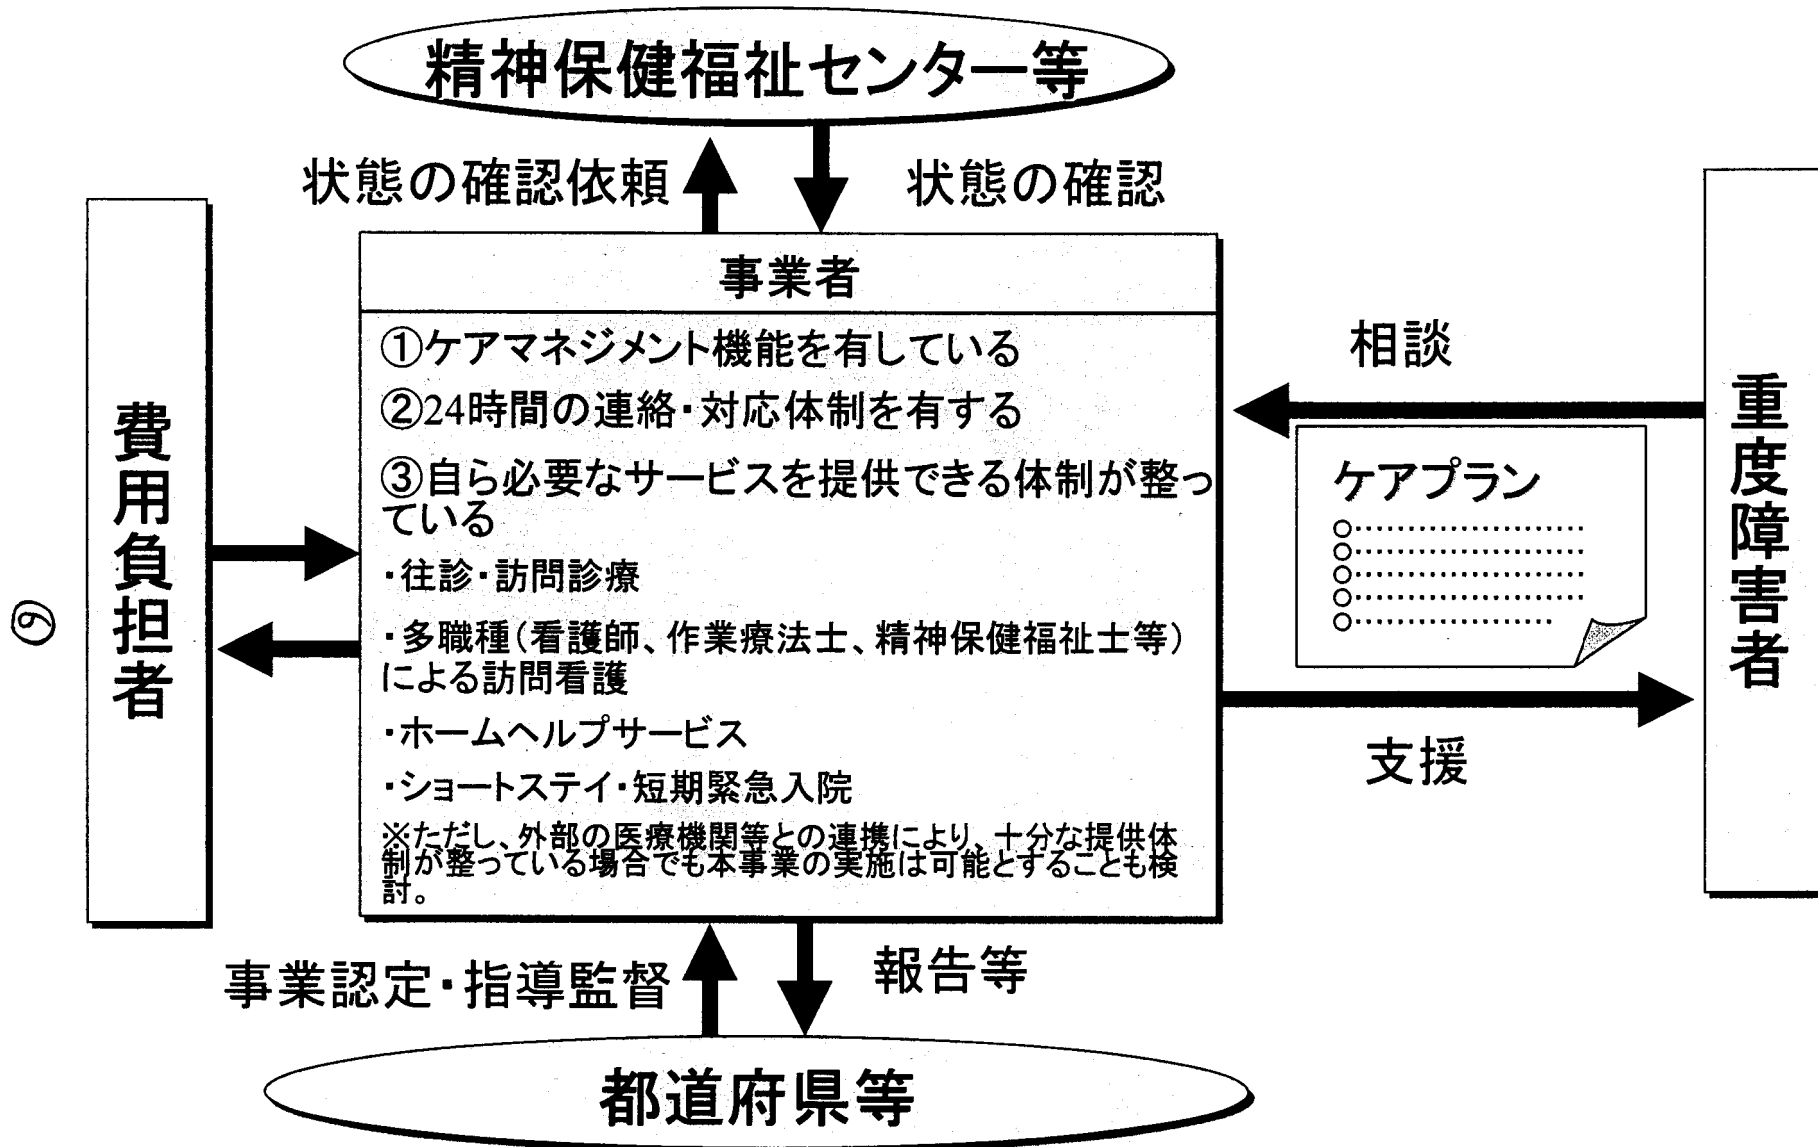 精神保健福祉センター等
状態の確認依頼
状態の確認
費用負担者
事業者
①ケアマネジメント機能を有している
②24時間の連絡・対応体制を有する
③自ら必要なサービスを提供できる体制が整っ
ている
・往診・訪問診療
・多職種(看護師、作業療法士、精神保健福祉士等)
による訪問看護
・ホームヘルプサービス
・ショートステイ・短期緊急入院
※ただし、外部の医療機関等との連携により、十分な提供体
制が整っている場合でも本事業の実施は可能とすることも検
討。
相談
ケアプラン
支援
重度障害者
事業認定・指導監督
報告等
都道府県等
⑨